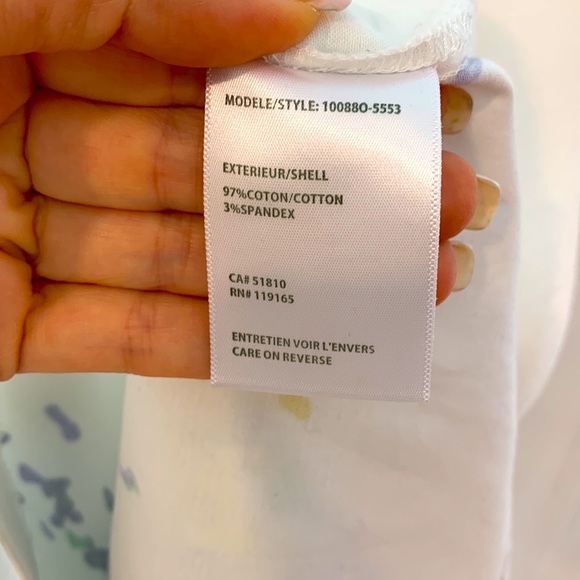 MODELE/STYLE: 10088O-5553
EXTERIEUR/SHELL
97%COTON/COTTON
3%SPANDEX
CA# 51810
RN# 119165
ENTRETIEN VOIR L'ENVERS
CARE ON REVERSE